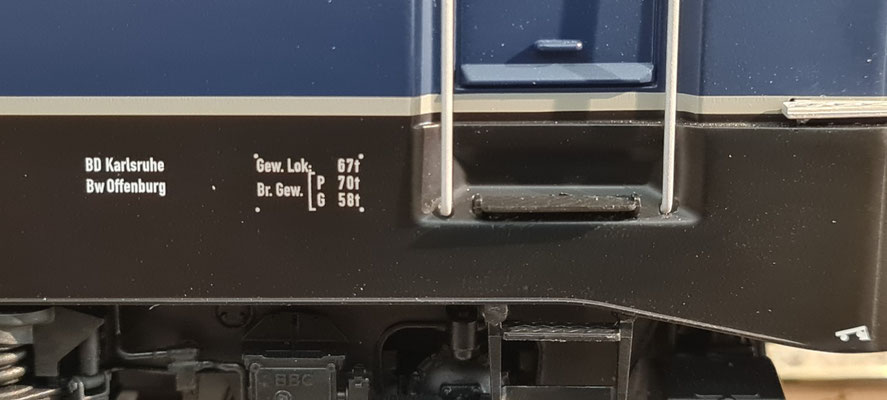 BD Karlsruhe
Bw Offenburg
Gew. Lok. 67t
Br. Gew. P 70t
G 58t
BBC